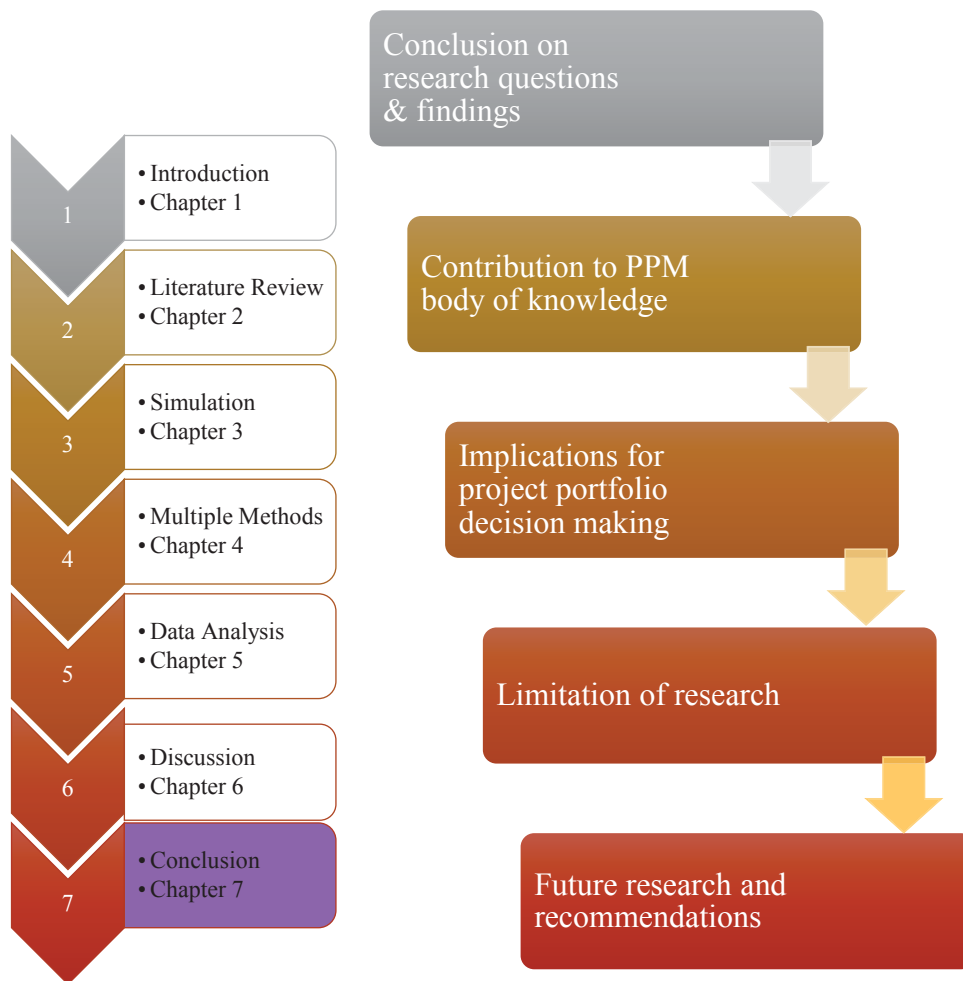 1
• Introduction
• Chapter 1
2
• Literature Review
• Chapter 2
3
• Simulation
• Chapter 3
4
• Multiple Methods
• Chapter 4
5
• Data Analysis
• Chapter 5
6
• Discussion
• Chapter 6
7
• Conclusion
• Chapter 7
Conclusion on
research questions
& findings
Contribution to PPM
body of knowledge
Implications for
project portfolio
decision making
Limitation of research
Future research and
recommendations